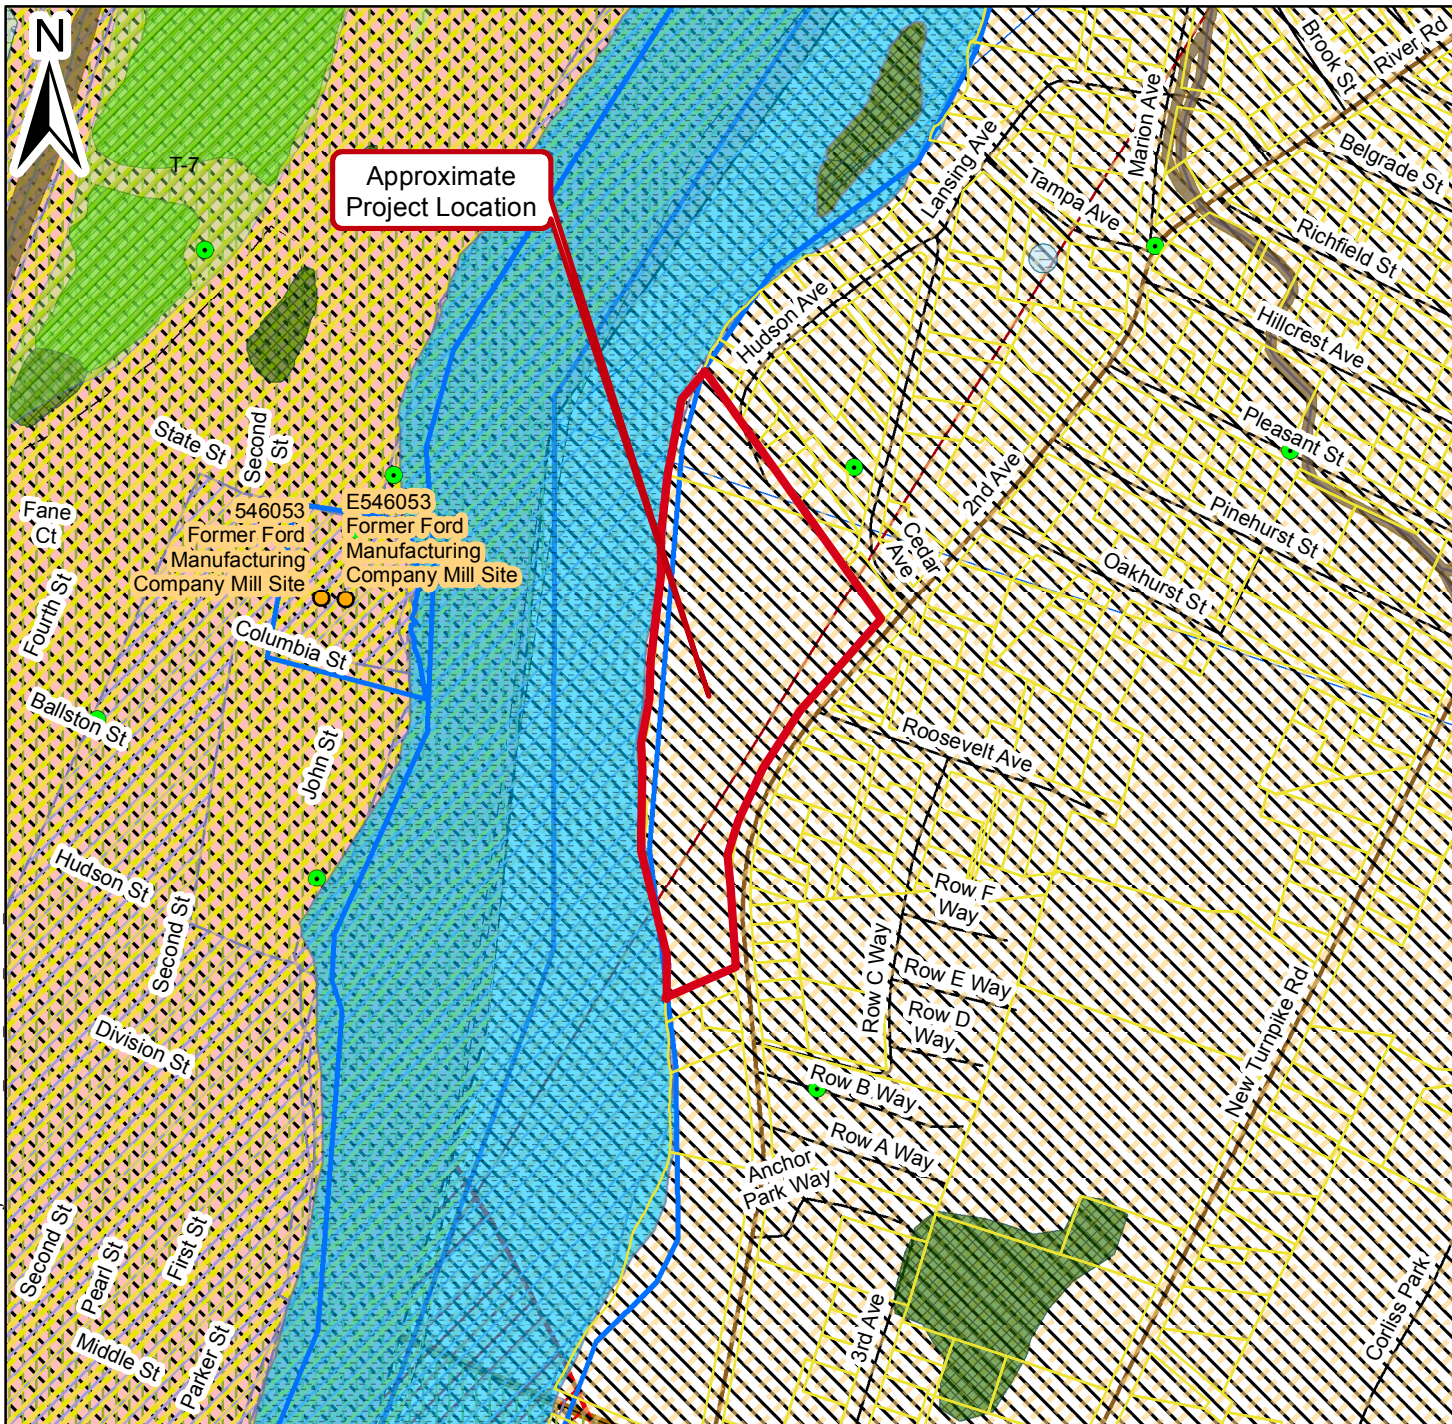 N
T-7
Approximate
Project Location
Brook St
River Rd
Marion Ave
Belgrade St
Lansing Ave
Tampa Ave
Richfield St
Hudson Ave
Hillcrest Ave
State St
Second
St
Pleasant St
2nd Ave
Pinehurst St
Fane
Ct
546053
Former Ford
Manufacturing
Company Mill Site
E546053
Former Ford
Manufacturing
Company Mill Site
Cedar
Ave
Oakhurst St
Fourth St
Columbia St
Ballston St
John St
Roosevelt Ave
Hudson St
Second St
Row F
Way
Row C Way
Row E Way
Row D
Way
Division St
New Turnpike Rd
Row B Way
Row A Way
Anchor
Park Way
Second St
Pearl St
First St
Middle St
Parker St
3rd Ave
Corliss Park